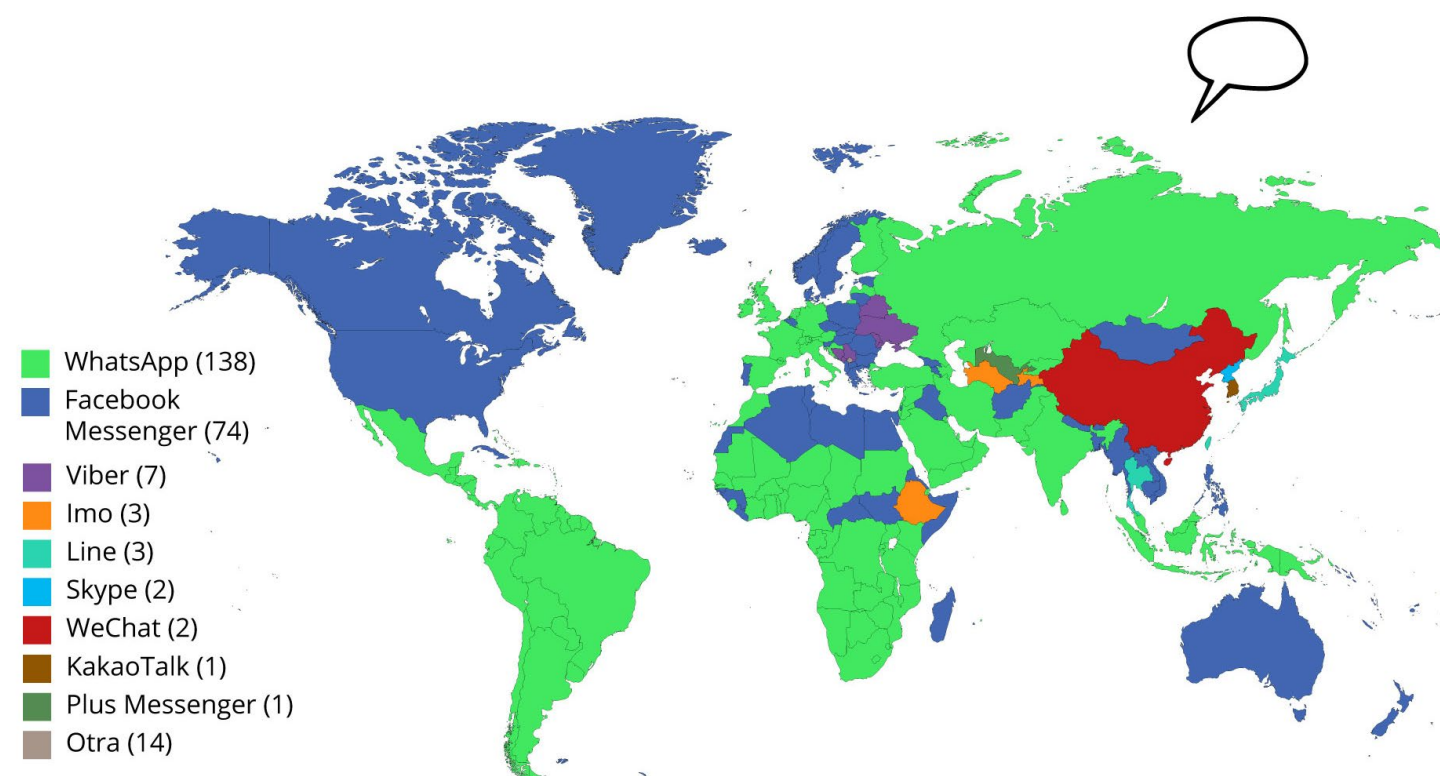 WhatsApp (138)
Facebook
Messenger (74)
Viber (7)
Imo (3)
Line (3)
Skype (2)
WeChat (2)
KakaoTalk (1)
Plus Messenger (1)
Otra (14)